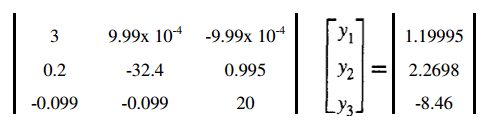 3 9.99x 10⁻⁴ -9.99x 10⁻⁴ y₁ 1.19995
0.2 -32.4 0.995 y₂ = 2.2698
-0.099 -0.099 20 y₃ -8.46